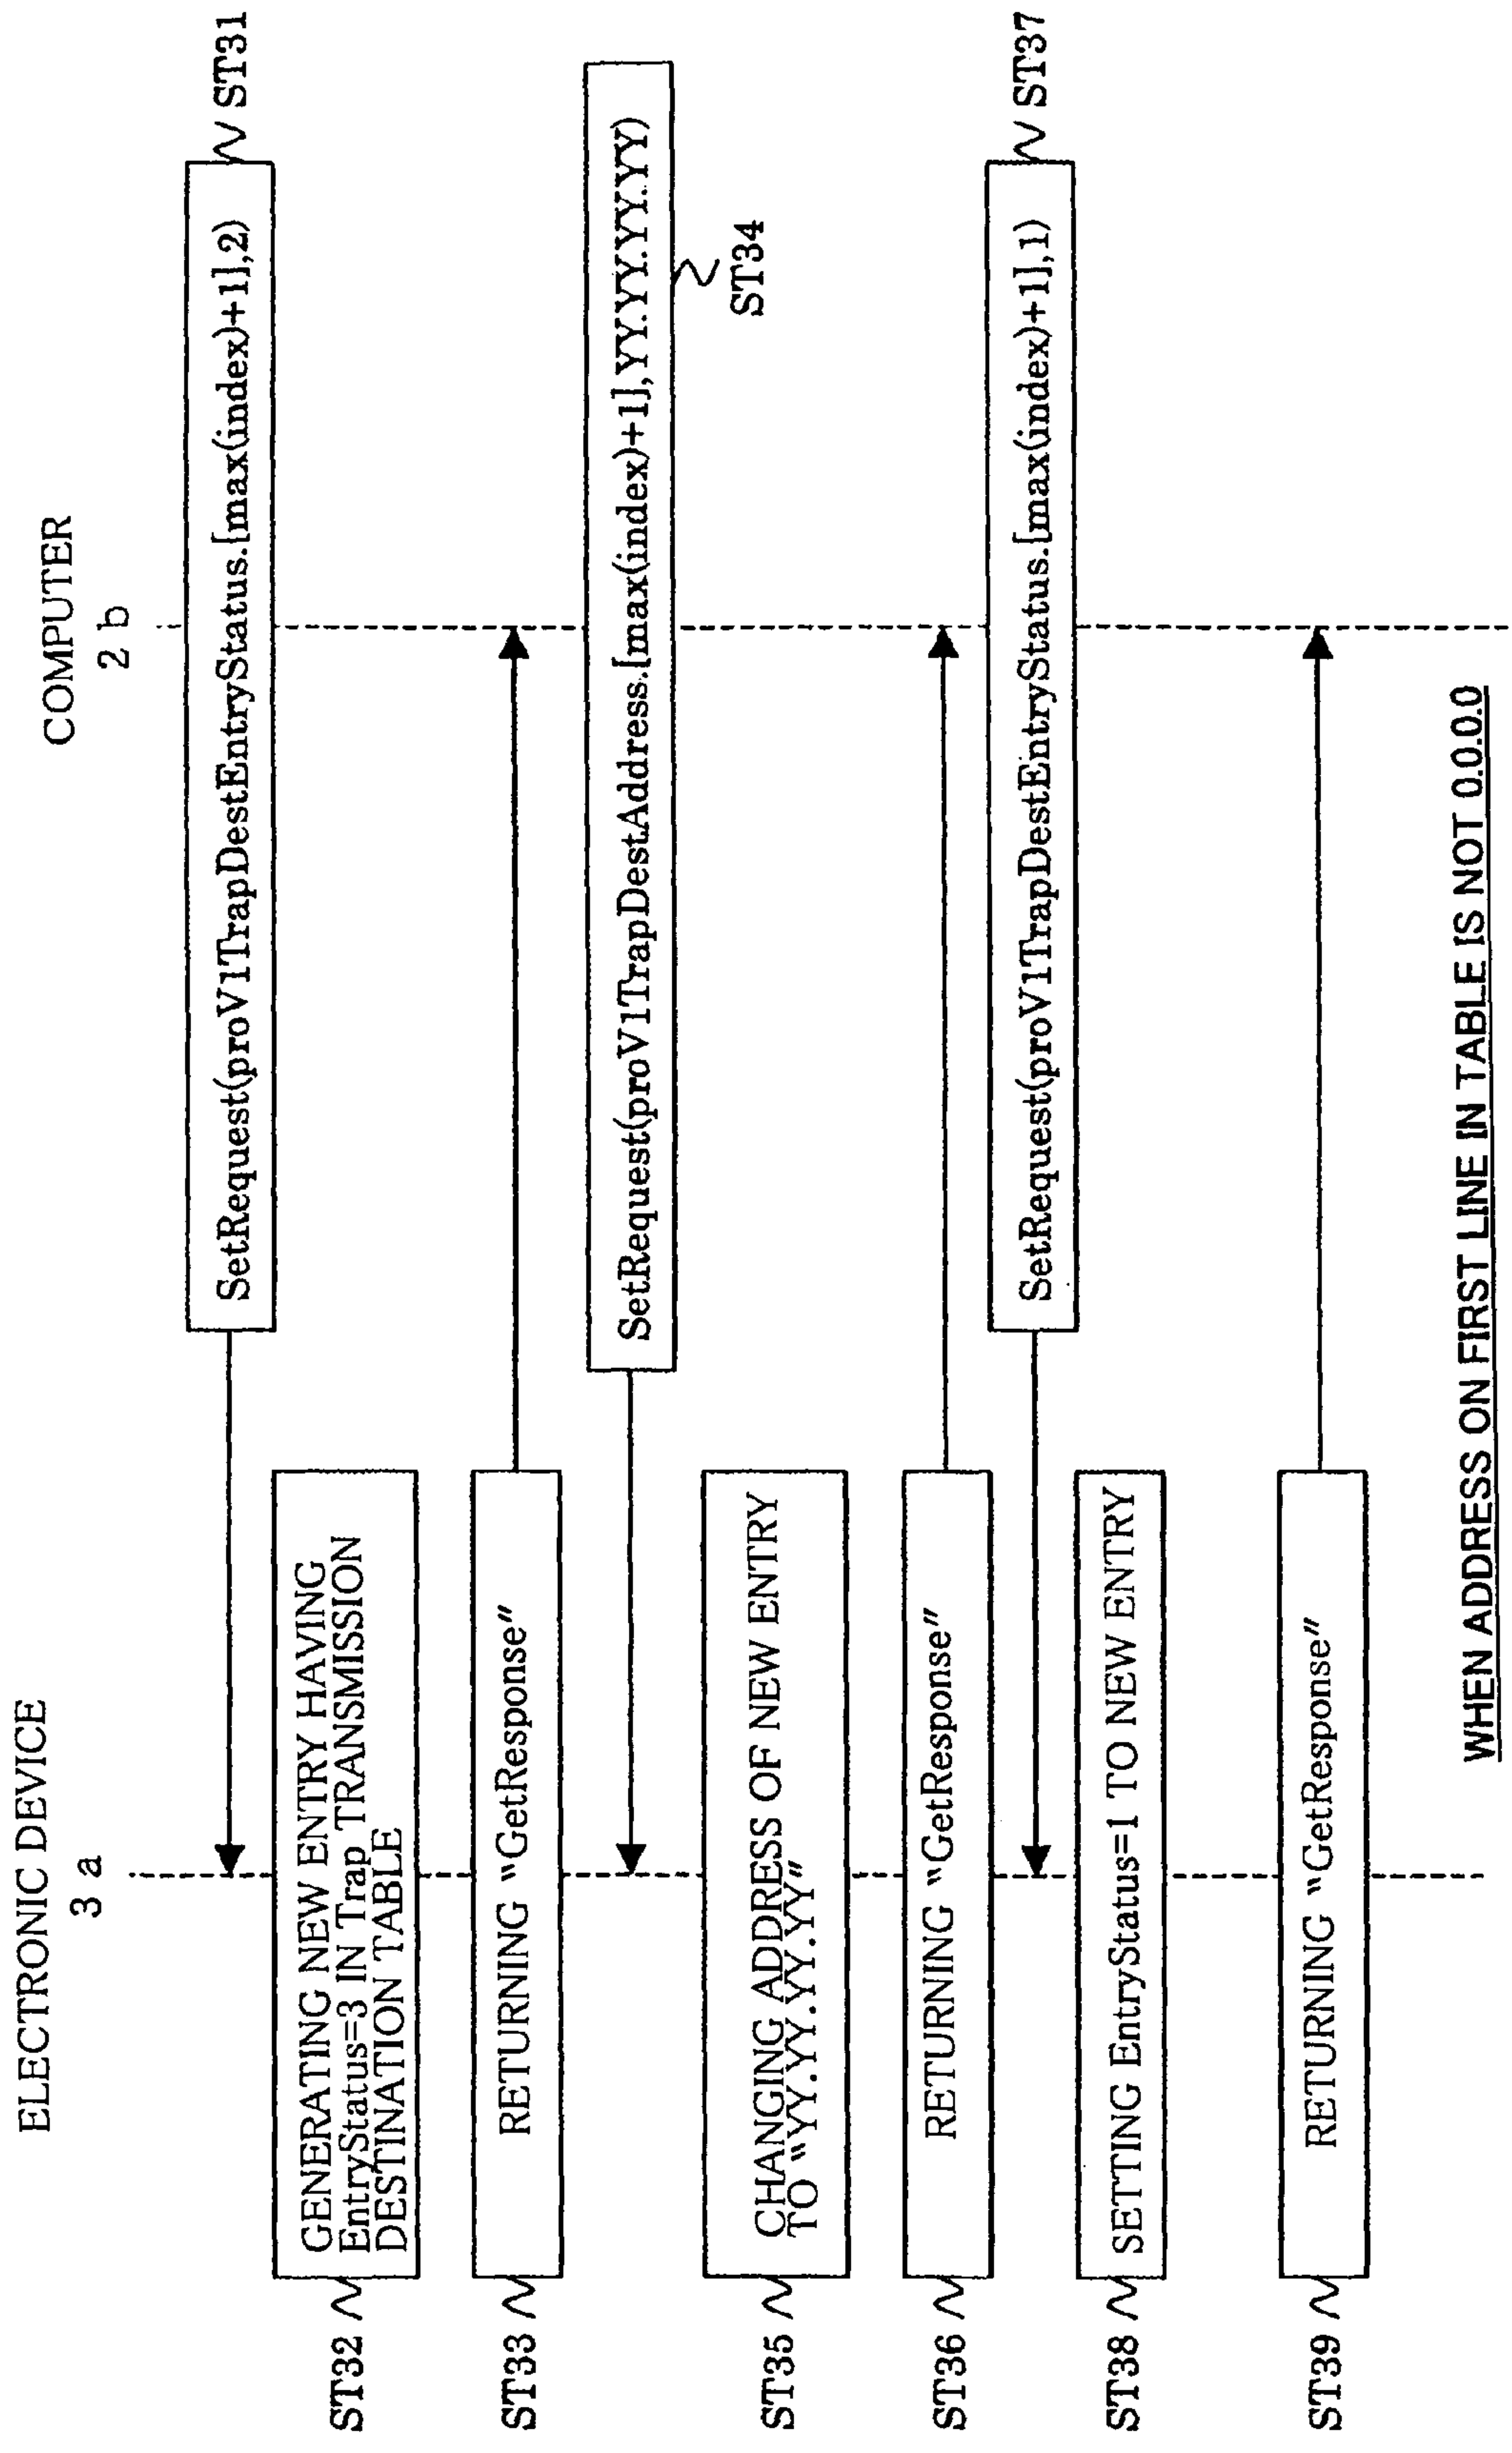 ELECTRONIC DEVICE
3 a
COMPUTER
2 b
SetRequest(proV1TrapDestEntryStatus.[max(index)+1],2)
ST31
ST32
GENERATING NEW ENTRY HAVING
EntryStatus=3 IN Trap TRANSMISSION
DESTINATION TABLE
ST33
RETURNING "GetResponse"
SetRequest(proV1TrapDestAddress.[max(index)+1],YY.YY.YY.YY)
ST34
ST35
CHANGING ADDRESS OF NEW ENTRY
TO "YY.YY.YY.YY"
ST36
RETURNING "GetResponse"
SetRequest(proV1TrapDestEntryStatus.[max(index)+1],1)
ST37
ST38
SETTING EntryStatus=1 TO NEW ENTRY
ST39
RETURNING "GetResponse"
WHEN ADDRESS ON FIRST LINE IN TABLE IS NOT 0.0.0.0